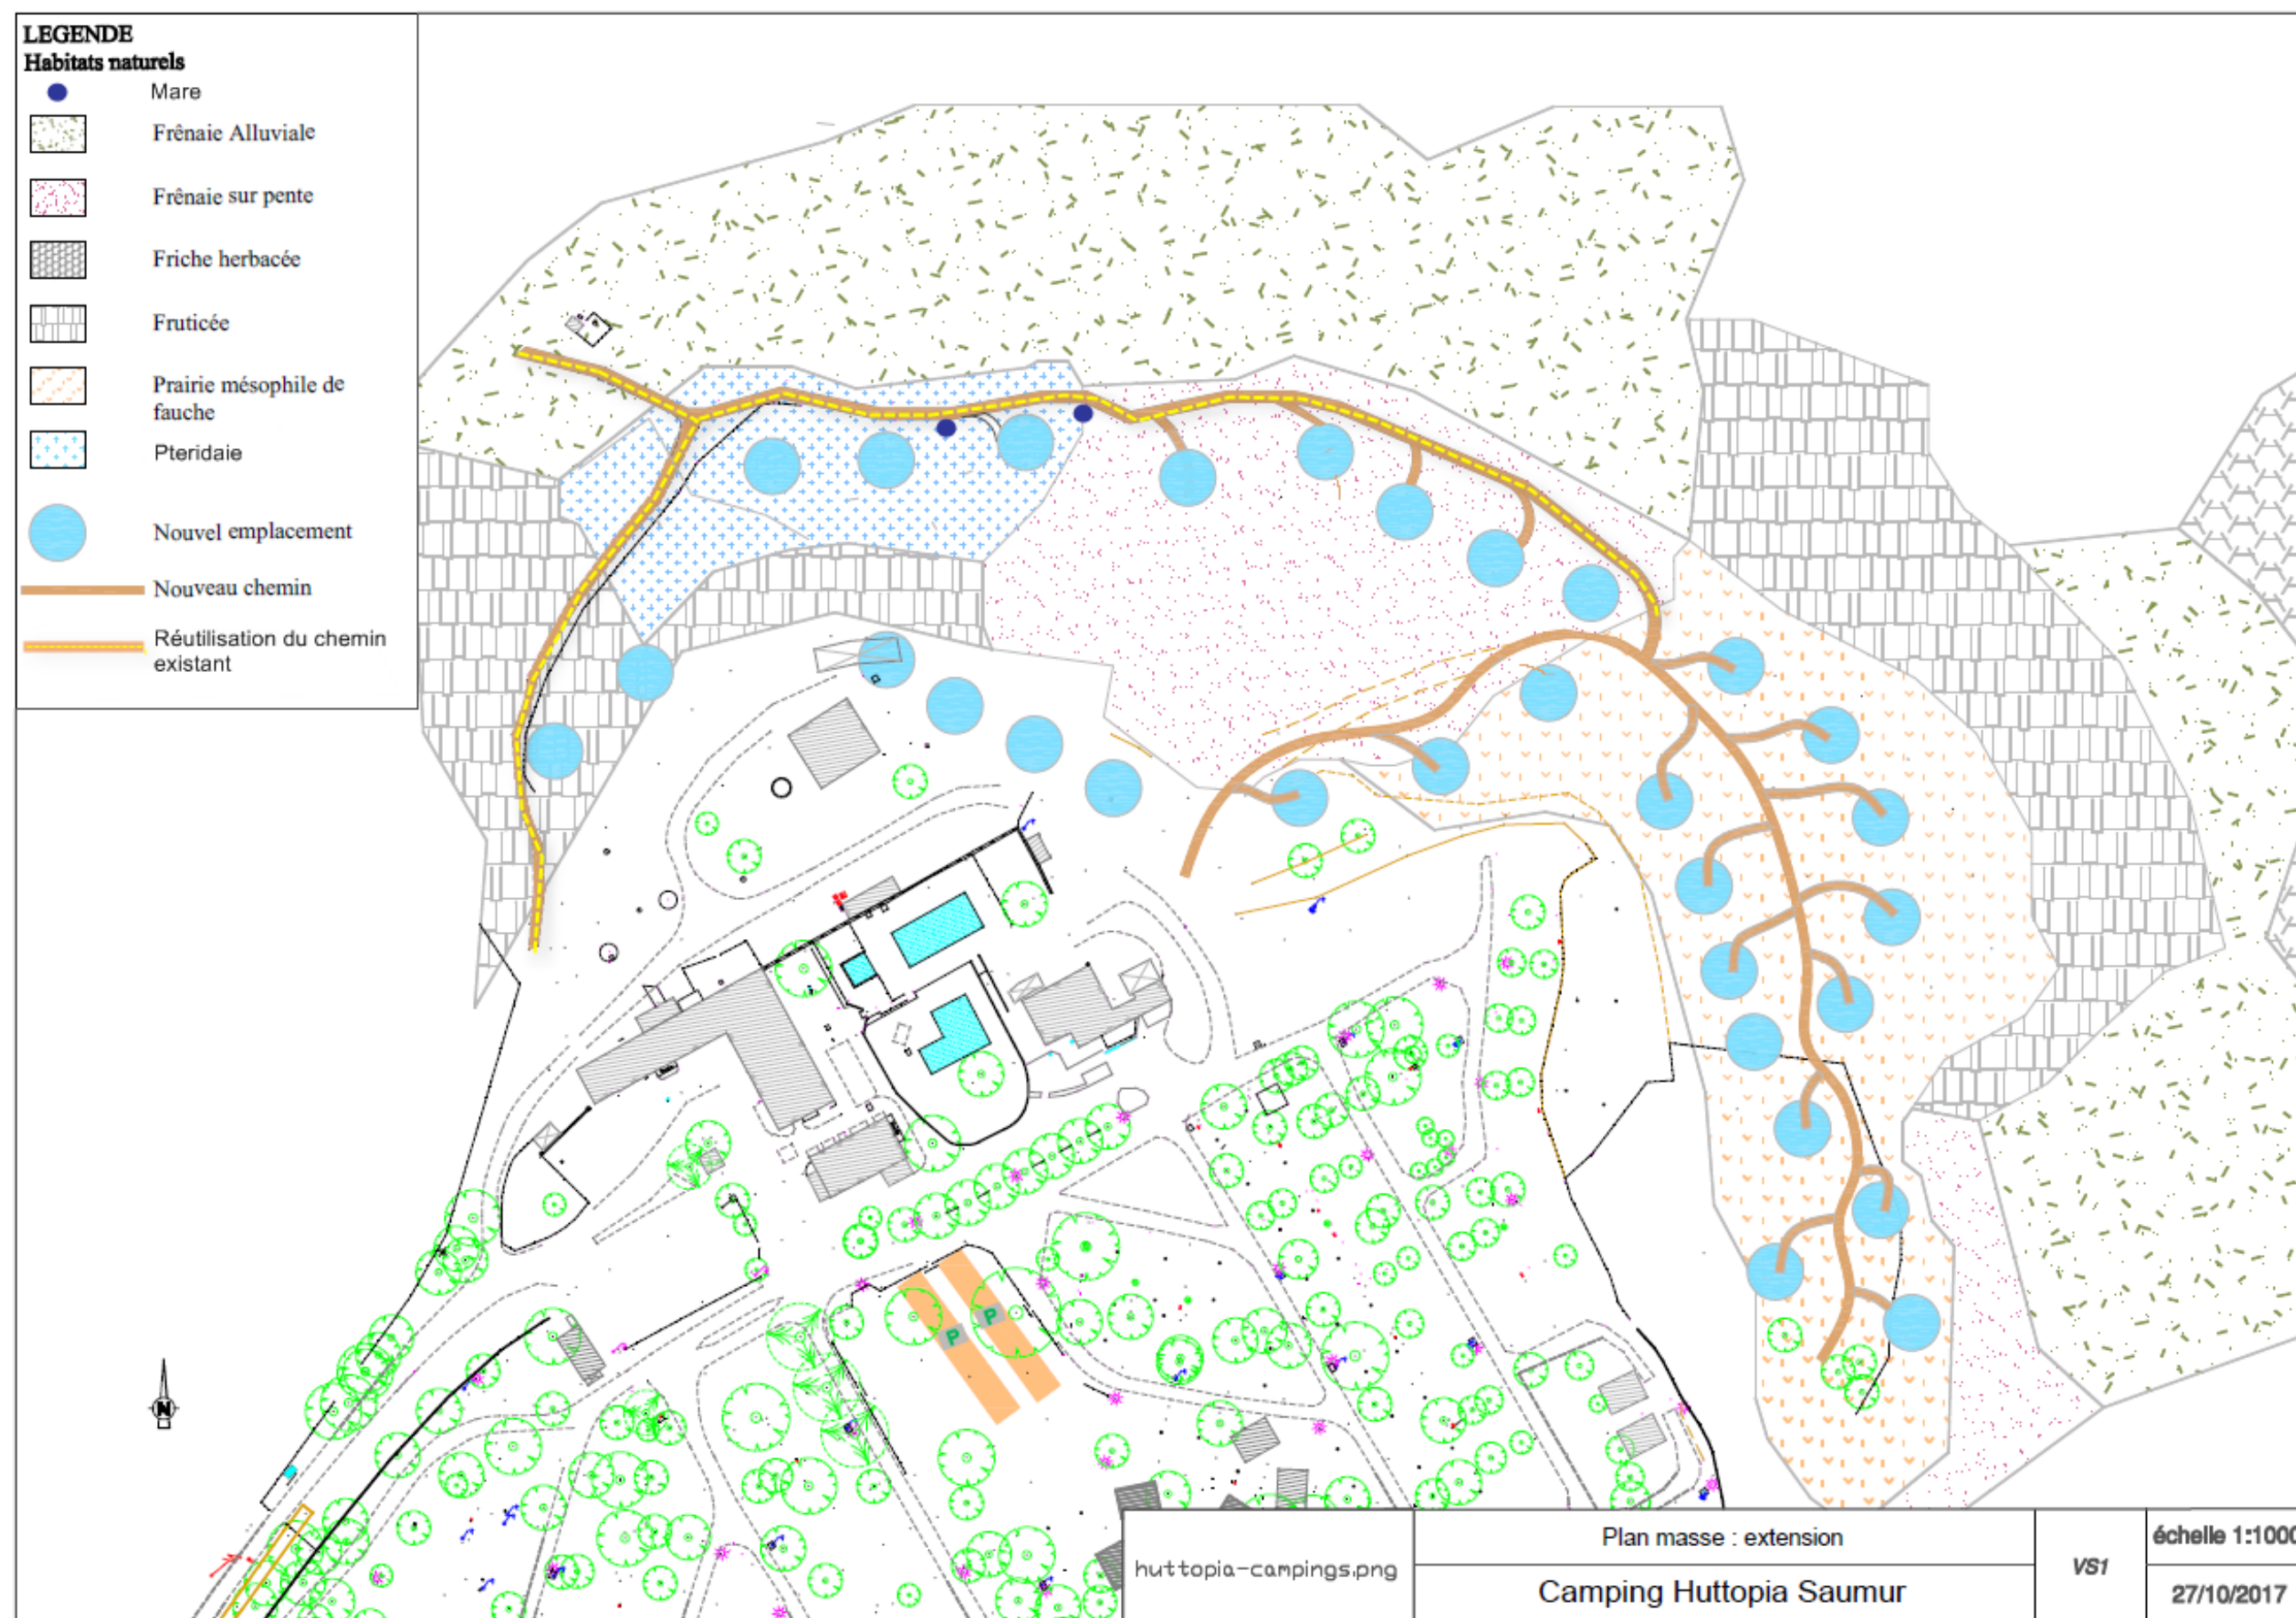 LEGENDE
Habitats naturels
Mare
Frênaie Alluviale
Frênaie sur pente
Friche herbacée
Fruticée
Prairie mésophile de
fauche
Pteridaie
Nouvel emplacement
Nouveau chemin
Réutilisation du chemin
existant
P
P
N
huttopia-campings.png
Plan masse : extension
Camping Huttopia Saumur
VS1
échelle 1:1000
27/10/2017